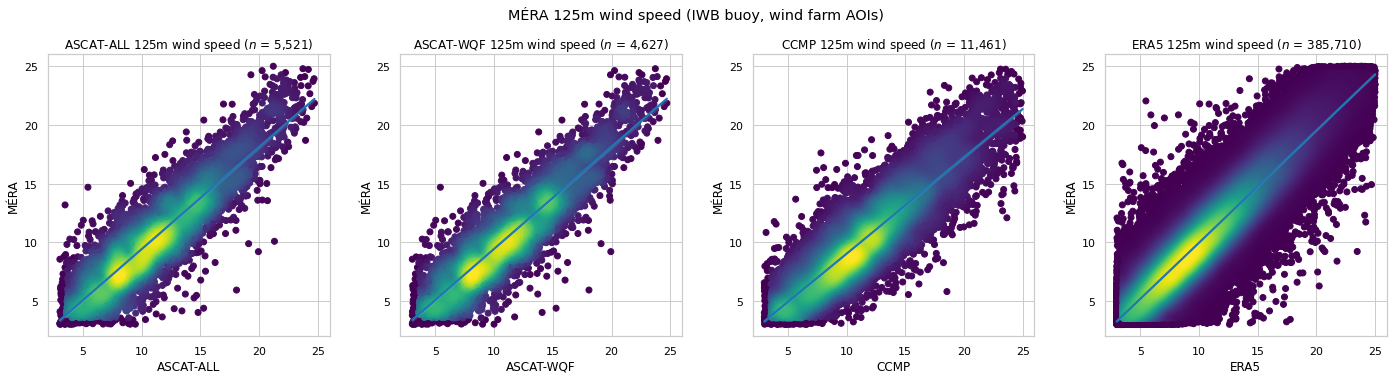 MÉRA 125m wind speed (IWB buoy, wind farm AOIs)
ASCAT-ALL 125m wind speed (n = 5,521)
25
20
15
10
5
MÉRA
5 10 15 20 25
ASCAT-ALL
ASCAT-WQF 125m wind speed (n = 4,627)
25
20
15
10
5
MÉRA
5 10 15 20 25
ASCAT-WQF
CCMP 125m wind speed (n = 11,461)
25
20
15
10
5
MÉRA
5 10 15 20 25
CCMP
ERA5 125m wind speed (n = 385,710)
25
20
15
10
5
MÉRA
5 10 15 20 25
ERA5